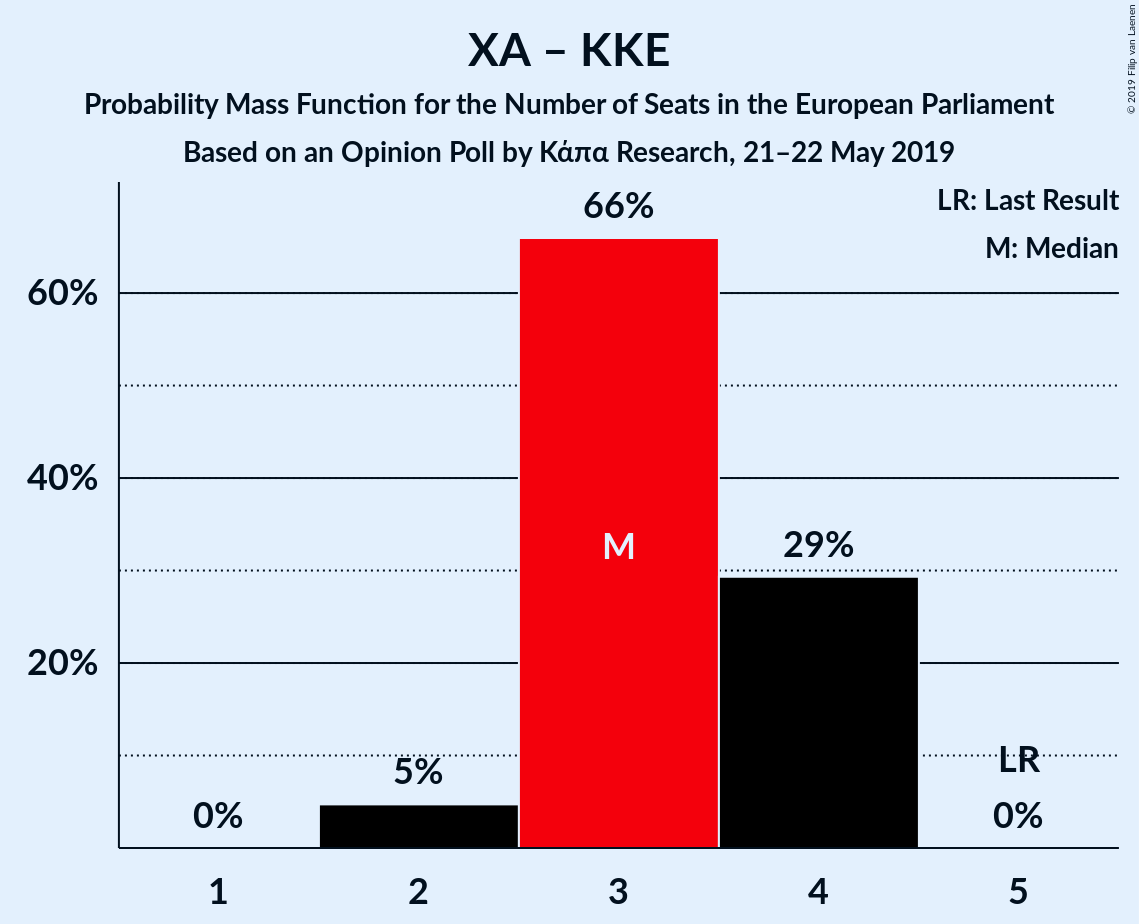 XA – KKE
Probability Mass Function for the Number of Seats in the European Parliament
Based on an Opinion Poll by Κάπα Research, 21–22 May 2019
© 2019 Filip van Laenen
LR: Last Result
M: Median
66%
60%
40%
20%
M
29%
5%
0%
LR
0%
1 2 3 4 5